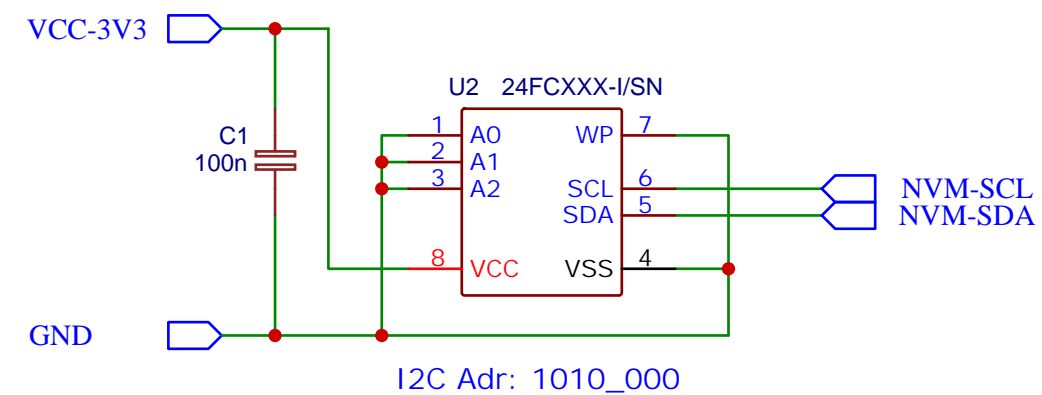 VCC-3V3
U2 24FCXXX-I/SN
C1
100n
1 A0 WP 7
2 A1
3 A2 SCL 6 NVM-SCL
SDA 5 NVM-SDA
8 VCC VSS 4
GND
I2C Adr: 1010_000